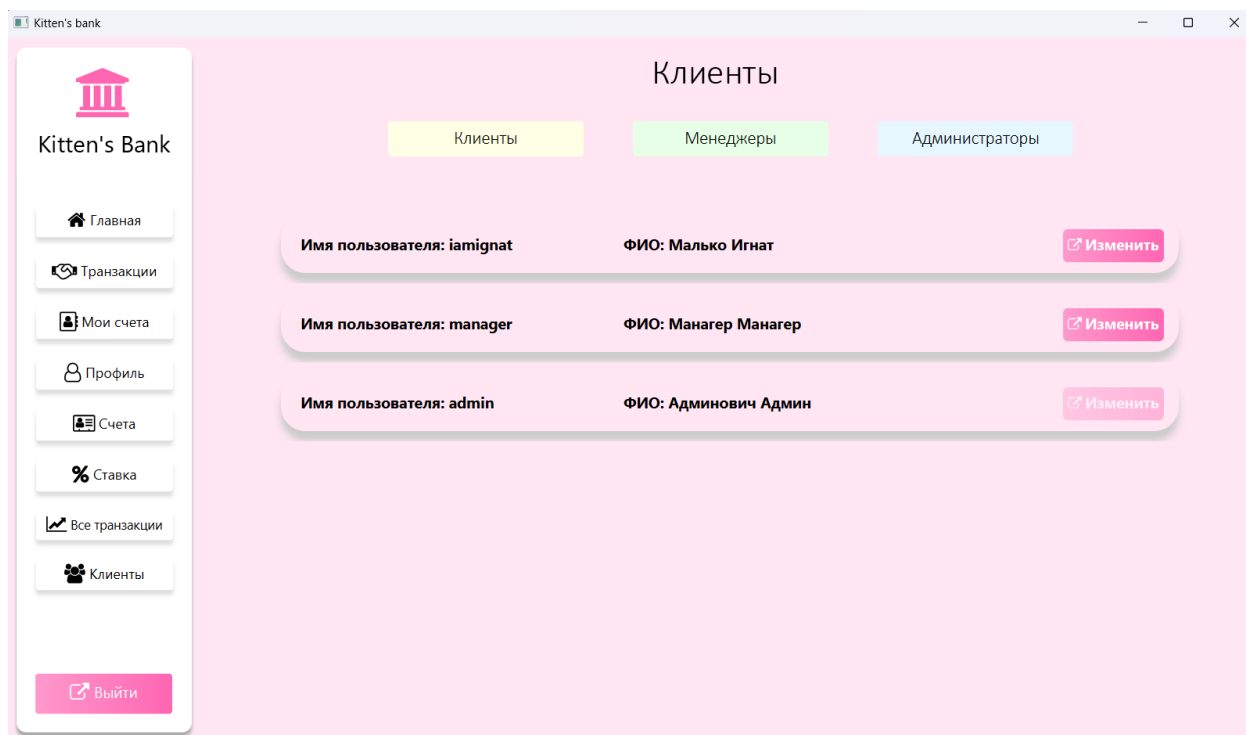 Kitten's bank
Kitten's Bank
Главная
Транзакции
Мои счета
Профиль
Счета
Ставка
Все транзакции
Клиенты
Выйти
Клиенты
Клиенты Менеджеры Администраторы
Имя пользователя: iamignat ФИО: Малько Игнат Изменить
Имя пользователя: manager ФИО: Манагер Манагер Изменить
Имя пользователя: admin ФИО: Админович Админ Изменить